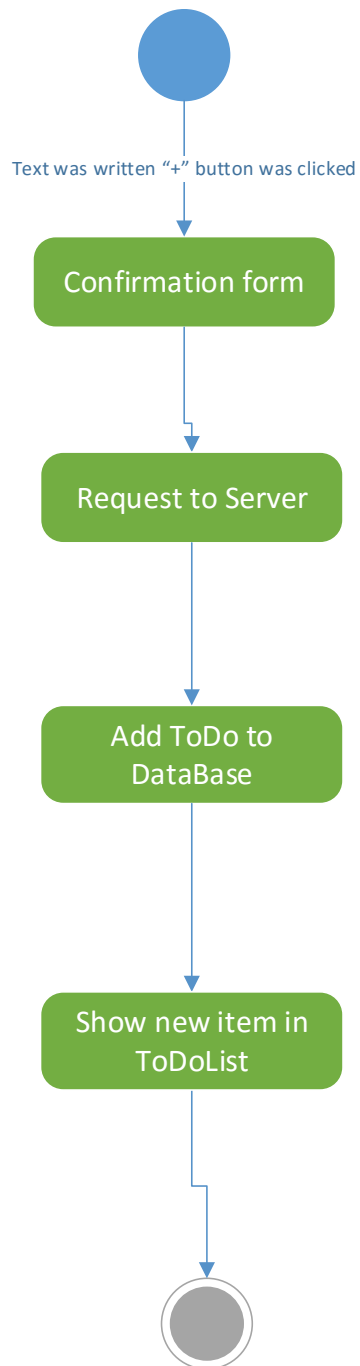 Text was written “+” button was clicked
Confirmation form
Request to Server
Add ToDo to
DataBase
Show new item in
ToDoList